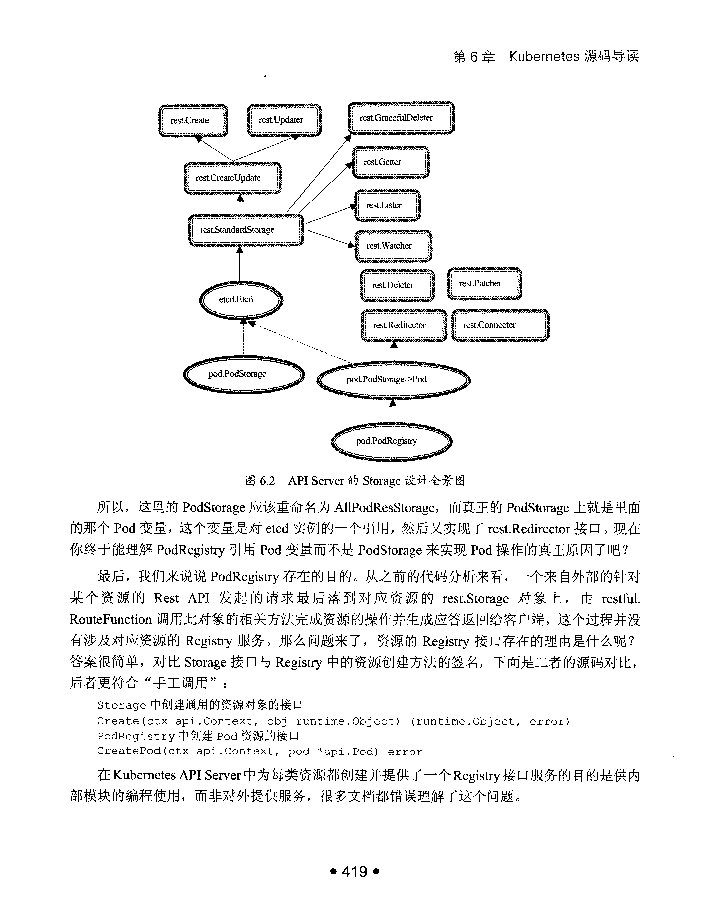 第 6 章 Kubernetes 源码导读
rest.Create
rest.Updater
rest.GracefulDeleter
rest.Getter
rest.CreateUpdate
rest.Lister
rest.StandardStorage
rest.Watcher
rest.Deleter
rest.Patcher
etcd.Etcd
rest.Redirector
rest.Connecter
pod.PodStorage
pod.PodStorage->Pod
pod.PodRegistry
图 6.2 API Server 的 Storage 设计全景图
所以，这里的 PodStorage 应该重命名为 AllPodResStorage，而真正的 PodStorage 上就是里面
的那个 Pod 变量，这个变量是对 etcd 实例的一个引用，然后又实现了 rest.Redirector 接口，现在
你终于能理解 PodRegistry 引用 Pod 变量而不是 PodStorage 来实现 Pod 操作的真正原因了吧？
最后，我们来说说 PodRegistry 存在的目的。从之前的代码分析来看，一个来自外部的针对
某个资源的 Rest API 发起的请求最后落到对应资源的 rest.Storage 对象上，由 restful.
RouteFunction 调用此对象的相关方法完成资源的操作并生成应答返回给客户端，这个过程并没
有涉及对应资源的 Registry 服务。那么问题来了，资源的 Registry 接口存在的理由是什么呢？
答案很简单，对比 Storage 接口与 Registry 中的资源创建方法的签名，下面是二者的源码对比，
后者更符合“手工调用”：
Storage 中创建通用的资源对象的接口
Create(ctx api.Context, obj runtime.Object) (runtime.Object, error)
PodRegistry 中创建 Pod 资源的接口
CreatePod(ctx api.Context, pod *api.Pod) error
在 Kubernetes API Server 中为每类资源都创建并提供了一个 Registry 接口服务的目的是供内
部模块的编程使用，而非对外提供服务，很多文档都错误理解了这个问题。
• 419 •